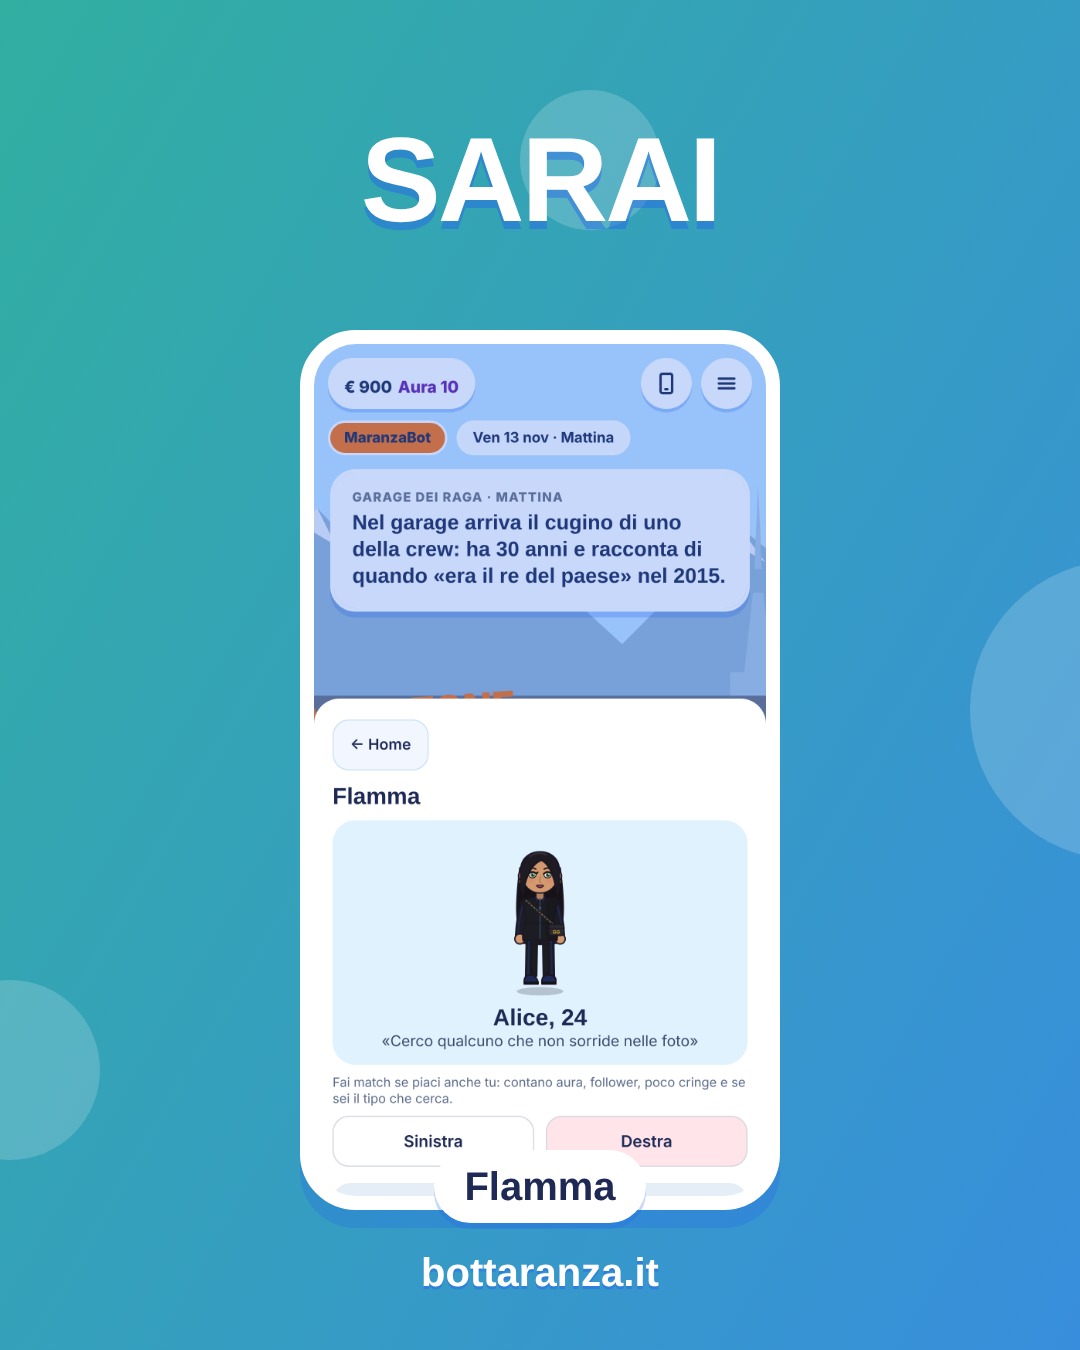 SARAI
€ 900 Aura 10
MaranzaBot
Ven 13 nov · Mattina
GARAGE DEI RAGA · MATTINA
Nel garage arriva il cugino di uno
della crew: ha 30 anni e racconta di
quando «era il re del paese» nel 2015.
← Home
Flamma
Alice, 24
«Cerco qualcuno che non sorride nelle foto»
Fai match se piaci anche tu: contano aura, follower, poco cringe e se
sei il tipo che cerca.
Sinistra
Destra
Flamma
bottaranza.it